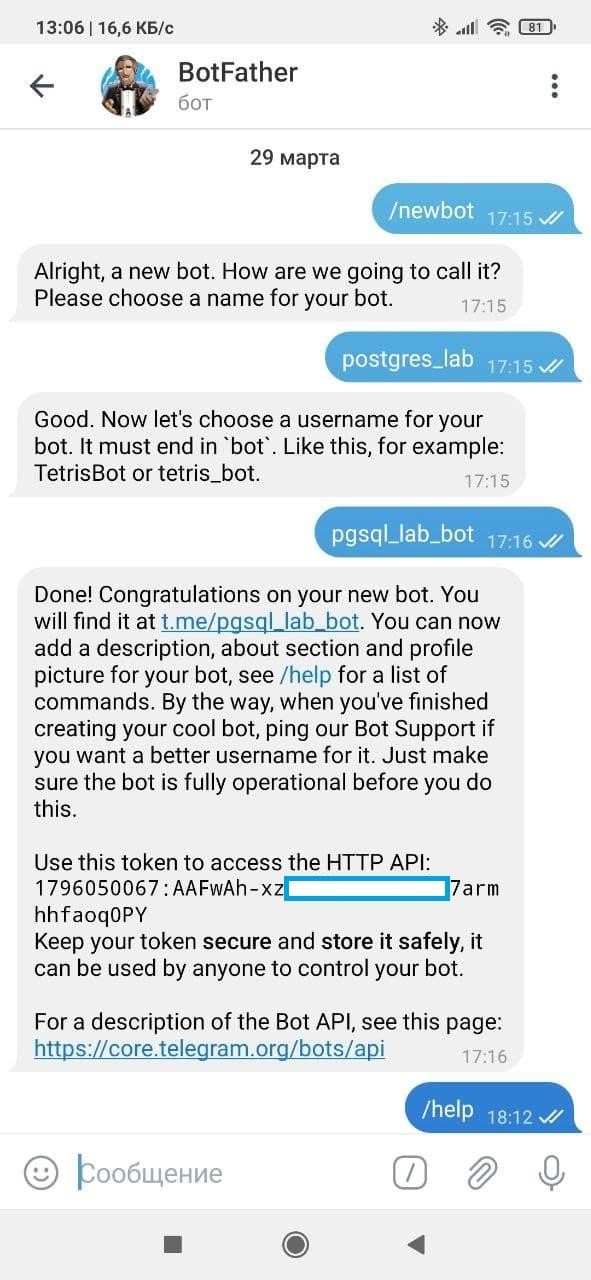 13:06 | 16,6 КБ/с
81
BotFather
бот
29 марта
/newbot 17:15
Alright, a new bot. How are we going to call it?
Please choose a name for your bot.
17:15
postgres_lab 17:15
Good. Now let's choose a username for your
bot. It must end in `bot`. Like this, for example:
TetrisBot or tetris_bot.
17:15
pgsql_lab_bot 17:16
Done! Congratulations on your new bot. You
will find it at t.me/pgsql_lab_bot. You can now
add a description, about section and profile
picture for your bot, see /help for a list of
commands. By the way, when you've finished
creating your cool bot, ping our Bot Support if
you want a better username for it. Just make
sure the bot is fully operational before you do
this.
Use this token to access the HTTP API:
1796050067:AAFwAh-xz 7arm
hhfaoq0PY
Keep your token secure and store it safely, it
can be used by anyone to control your bot.
For a description of the Bot API, see this page:
https://core.telegram.org/bots/api
17:16
/help 18:12
Сообщение